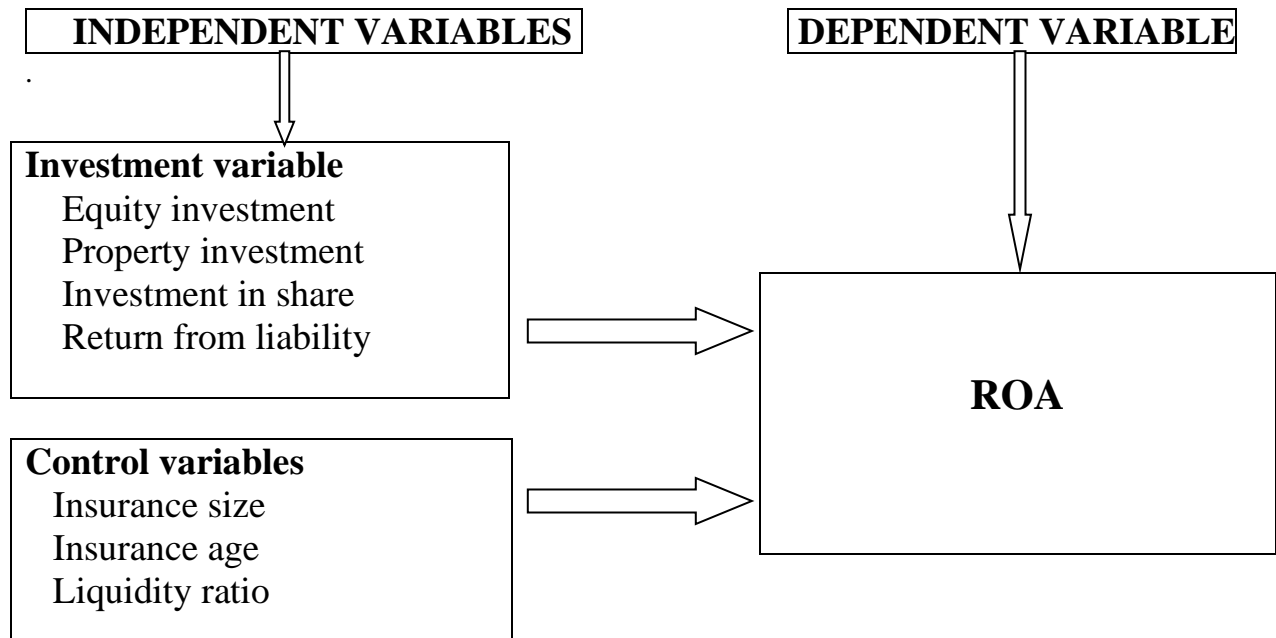 INDEPENDENT VARIABLES
DEPENDENT VARIABLE
.
Investment variable
Equity investment
Property investment
Investment in share
Return from liability
ROA
Control variables
Insurance size
Insurance age
Liquidity ratio